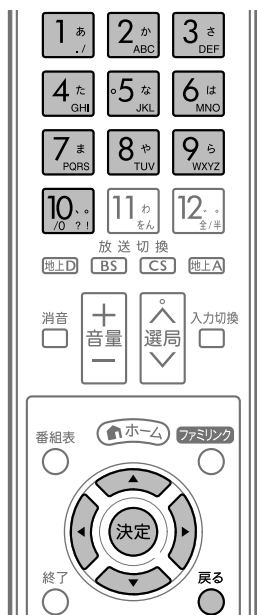 1 あ ./
2 か ABC
3 さ DEF
4 た GHI
5 な JKL
6 は MNO
7 ま PQRS
8 や TUV
9 ら WXYZ
10 、。 /0 ?!
11 わ をん
12 ゛゜ 全/半
放送切換
地上D BS CS 地上A
消音 + 音量 − 選局 入力切換
番組表 ホーム ファミリンク
決定
終了 戻る